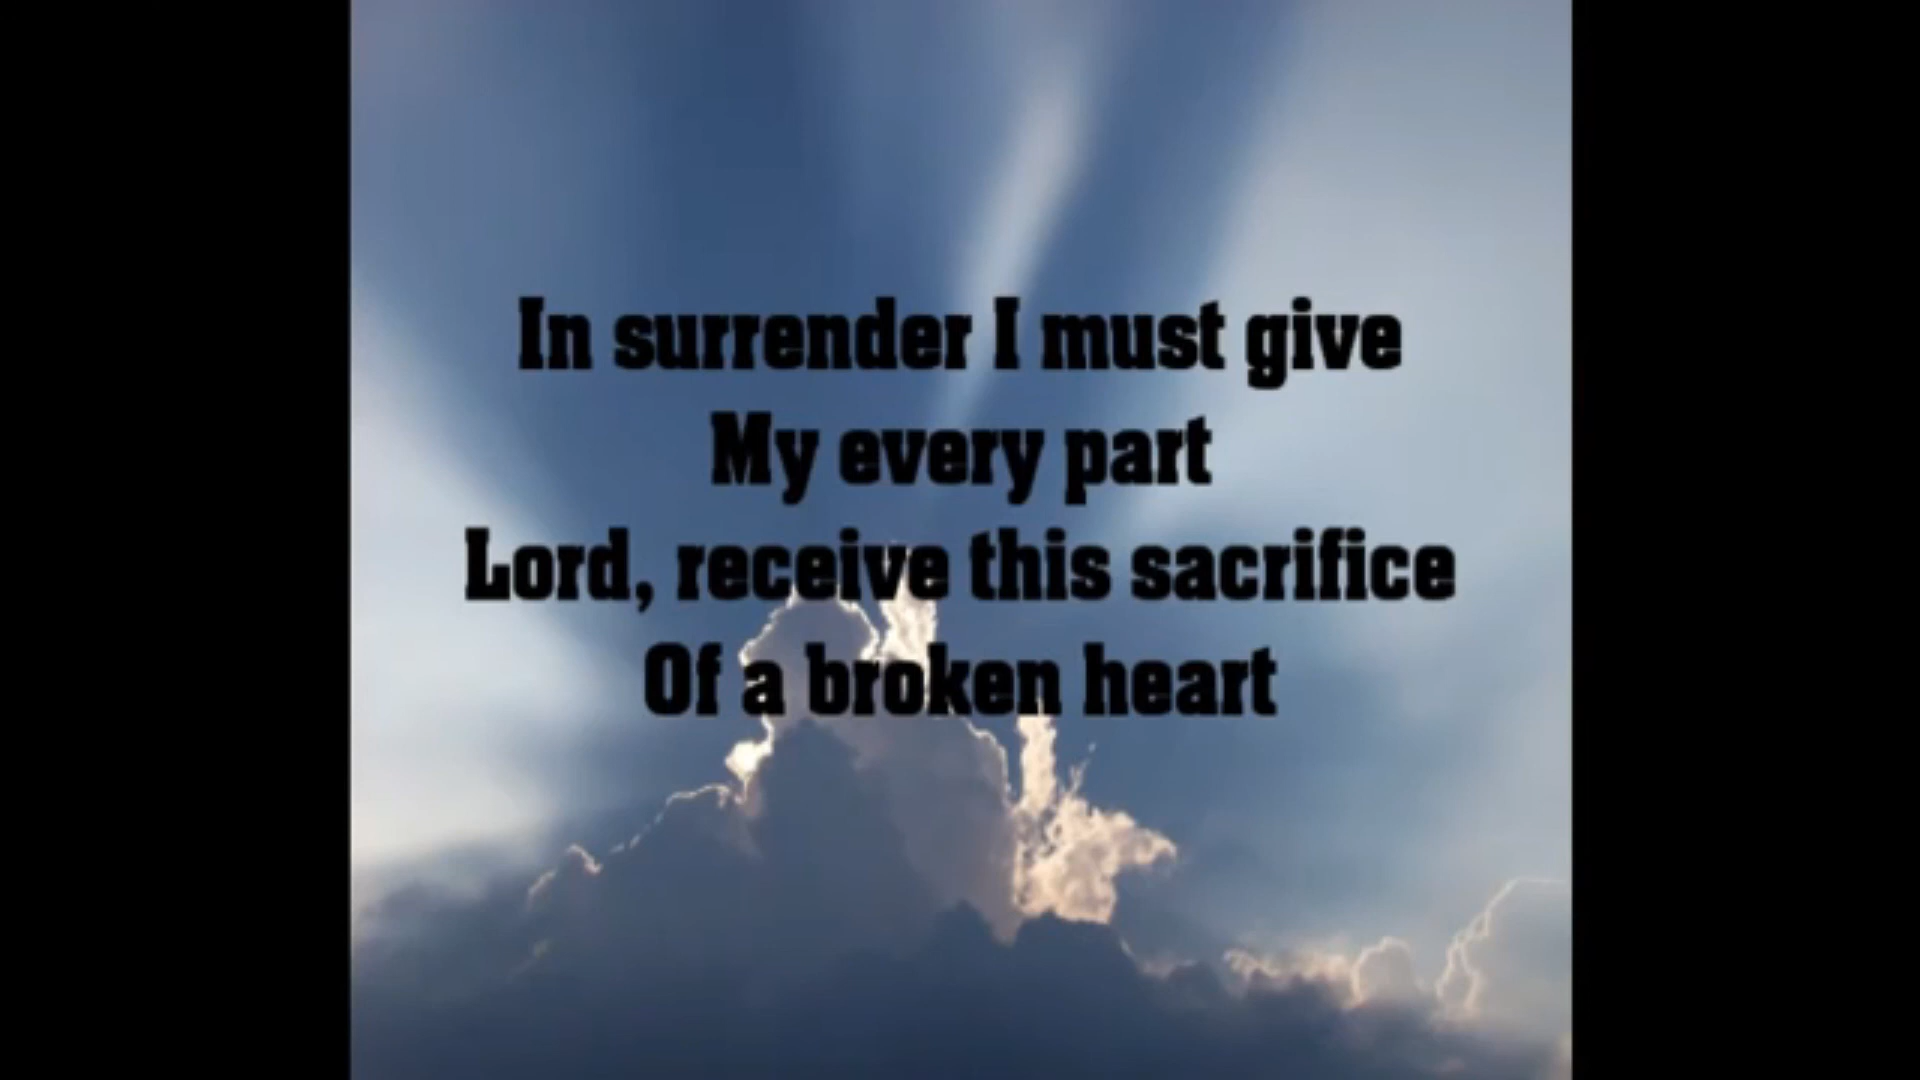 In surrender I must give
My every part
Lord, receive this sacrifice
Of a broken heart